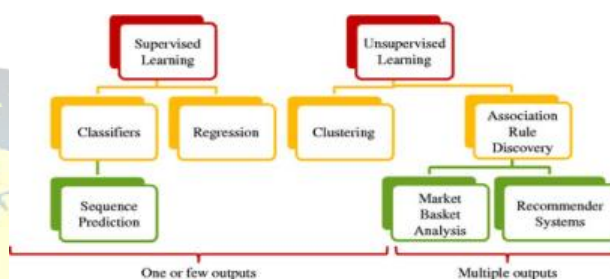 Supervised
Learning
Unsupervised
Learning
Classifiers
Regression
Clustering
Association
Rule
Discovery
Sequence
Prediction
Market
Basket
Analysis
Recommender
Systems
One or few outputs
Multiple outputs